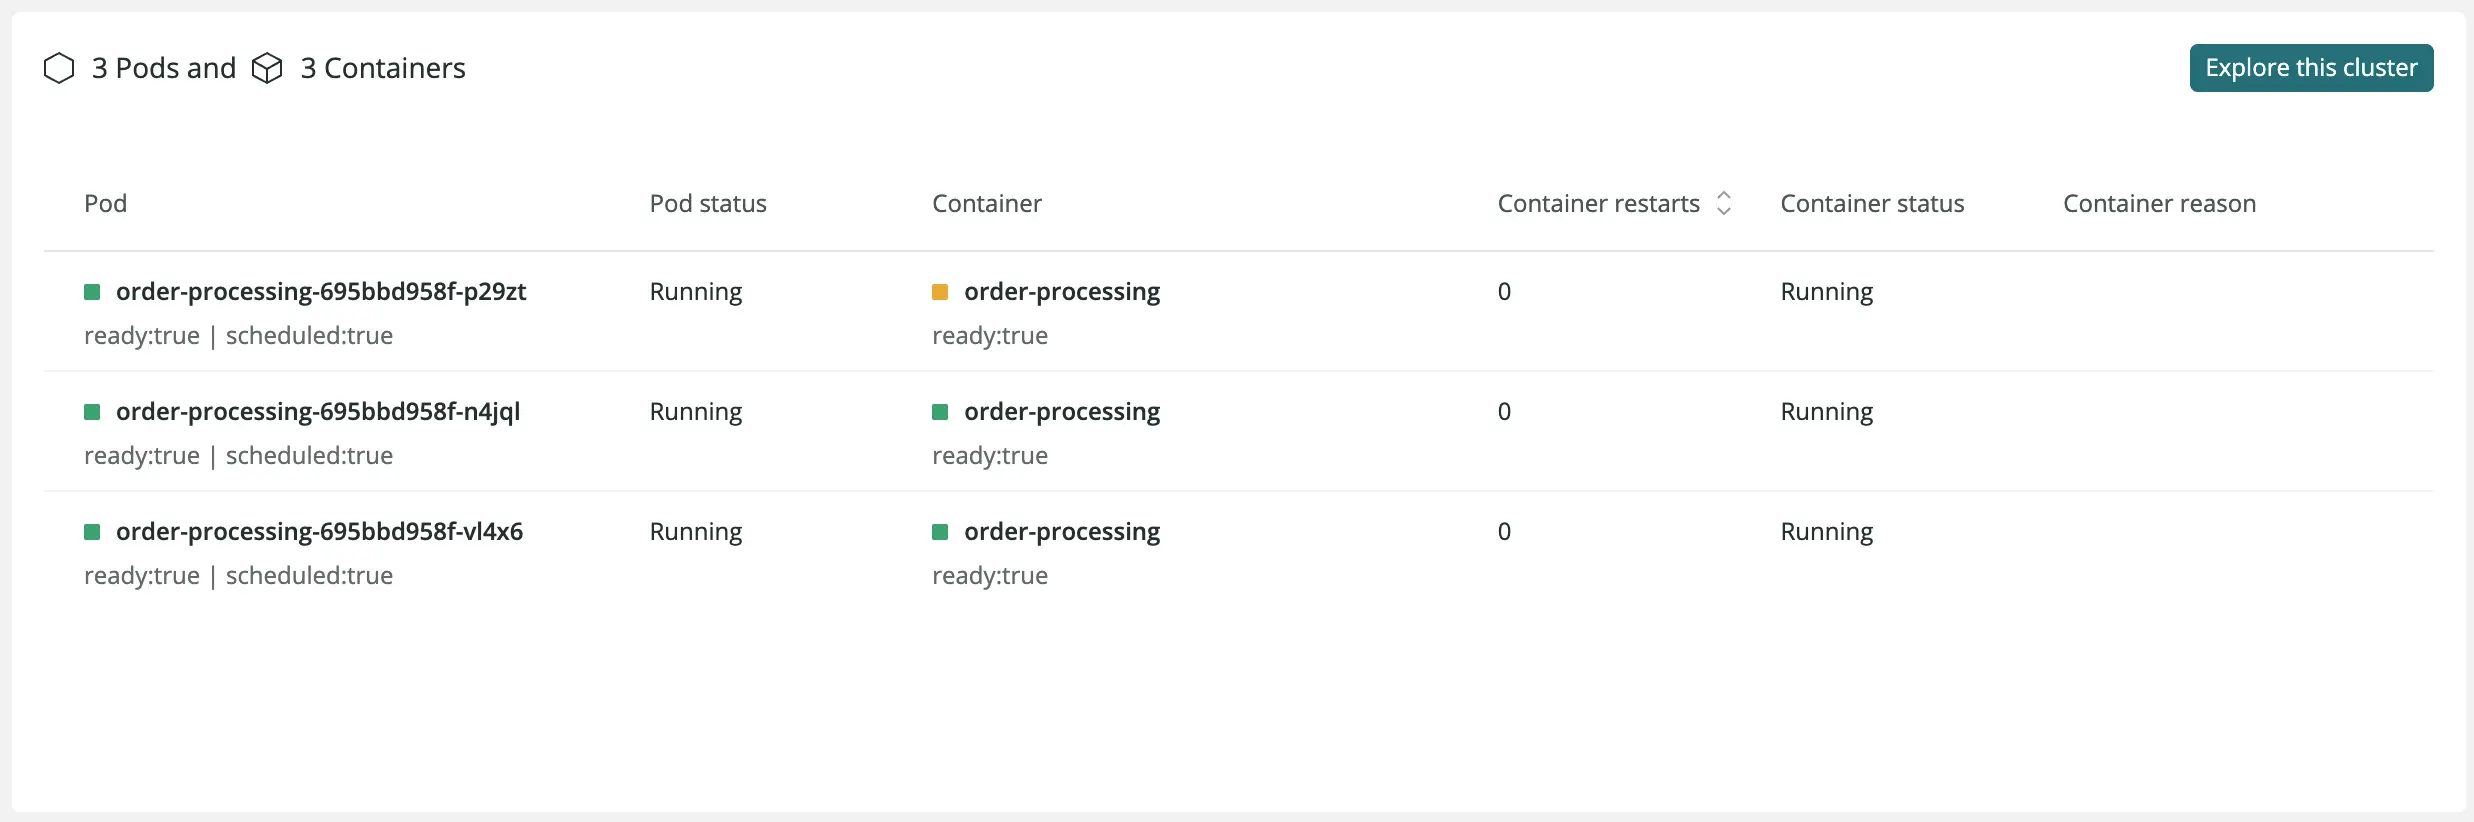 3 Pods and 3 Containers
Explore this cluster
Pod Pod status Container Container restarts Container status Container reason
order-processing-695bbd958f-p29zt Running order-processing 0 Running
ready:true | scheduled:true ready:true
order-processing-695bbd958f-n4jql Running order-processing 0 Running
ready:true | scheduled:true ready:true
order-processing-695bbd958f-vl4x6 Running order-processing 0 Running
ready:true | scheduled:true ready:true